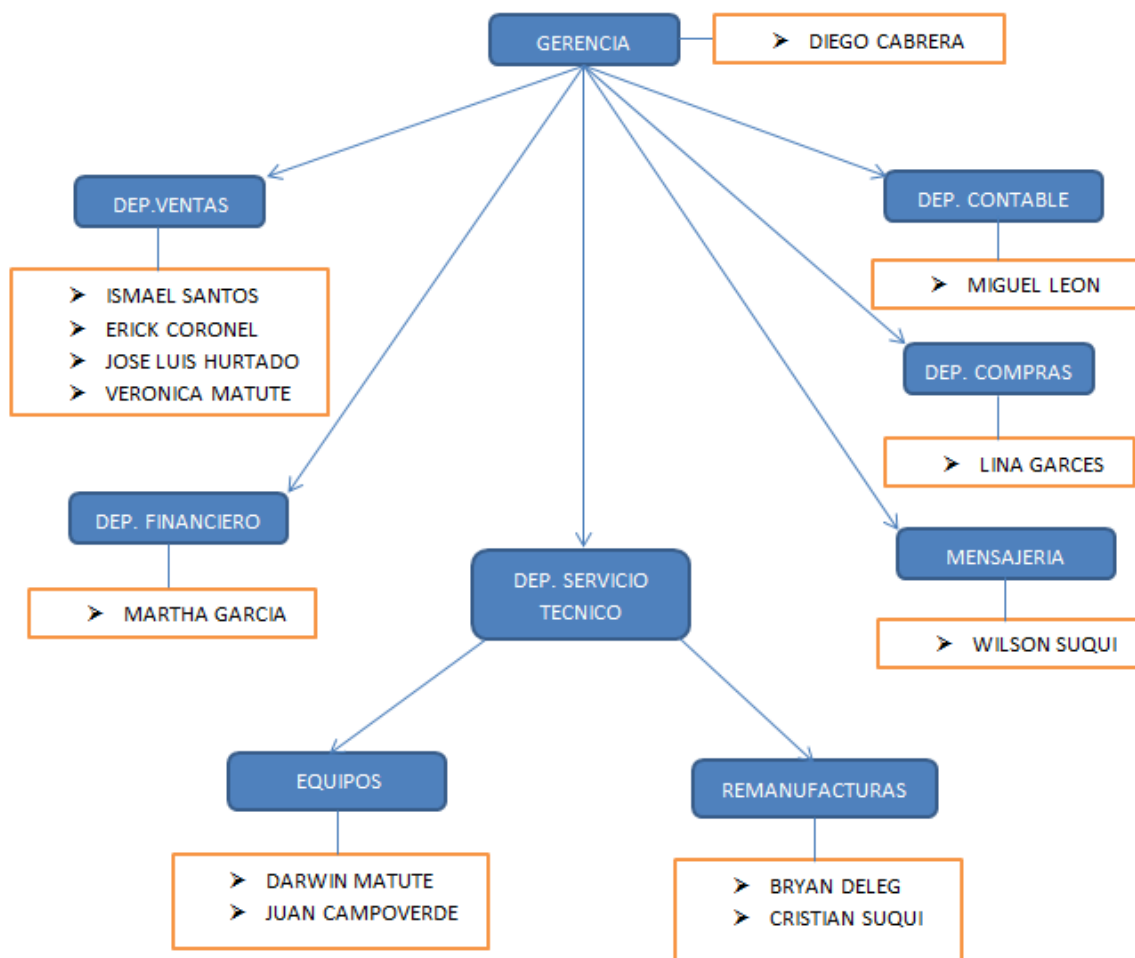 GERENCIA
➤ DIEGO CABRERA
DEP.VENTAS
➤ ISMAEL SANTOS
➤ ERICK CORONEL
➤ JOSE LUIS HURTADO
➤ VERONICA MATUTE
DEP. CONTABLE
➤ MIGUEL LEON
DEP. COMPRAS
➤ LINA GARCES
DEP. FINANCIERO
➤ MARTHA GARCIA
DEP. SERVICIO
TECNICO
MENSAJERIA
➤ WILSON SUQUI
EQUIPOS
➤ DARWIN MATUTE
➤ JUAN CAMPOVERDE
REMANUFACTURAS
➤ BRYAN DELEG
➤ CRISTIAN SUQUI